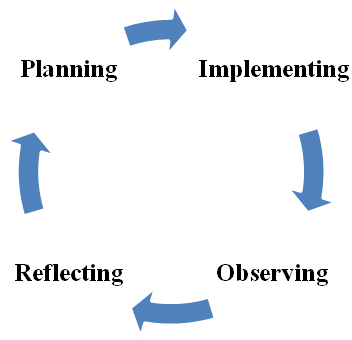 Planning
Implementing
Reflecting
Observing